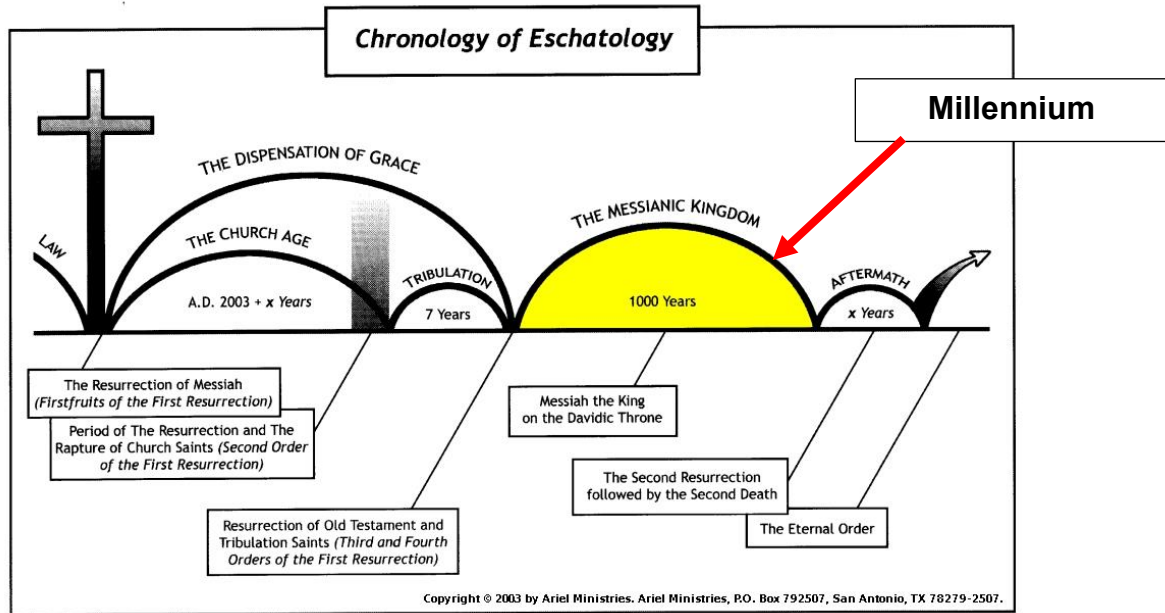 Chronology of Eschatology
Millennium
LAW
THE DISPENSATION OF GRACE
THE CHURCH AGE
A.D. 2003 + x Years
TRIBULATION
7 Years
THE MESSIANIC KINGDOM
1000 Years
AFTERMATH
x Years
The Resurrection of Messiah
(Firstfruits of the First Resurrection)
Period of The Resurrection and The
Rapture of Church Saints (Second Order
of the First Resurrection)
Resurrection of Old Testament and
Tribulation Saints (Third and Fourth
Orders of the First Resurrection)
Messiah the King
on the Davidic Throne
The Second Resurrection
followed by the Second Death
The Eternal Order
Copyright © 2003 by Ariel Ministries. Ariel Ministries, P.O. Box 792507, San Antonio, TX 78279-2507.